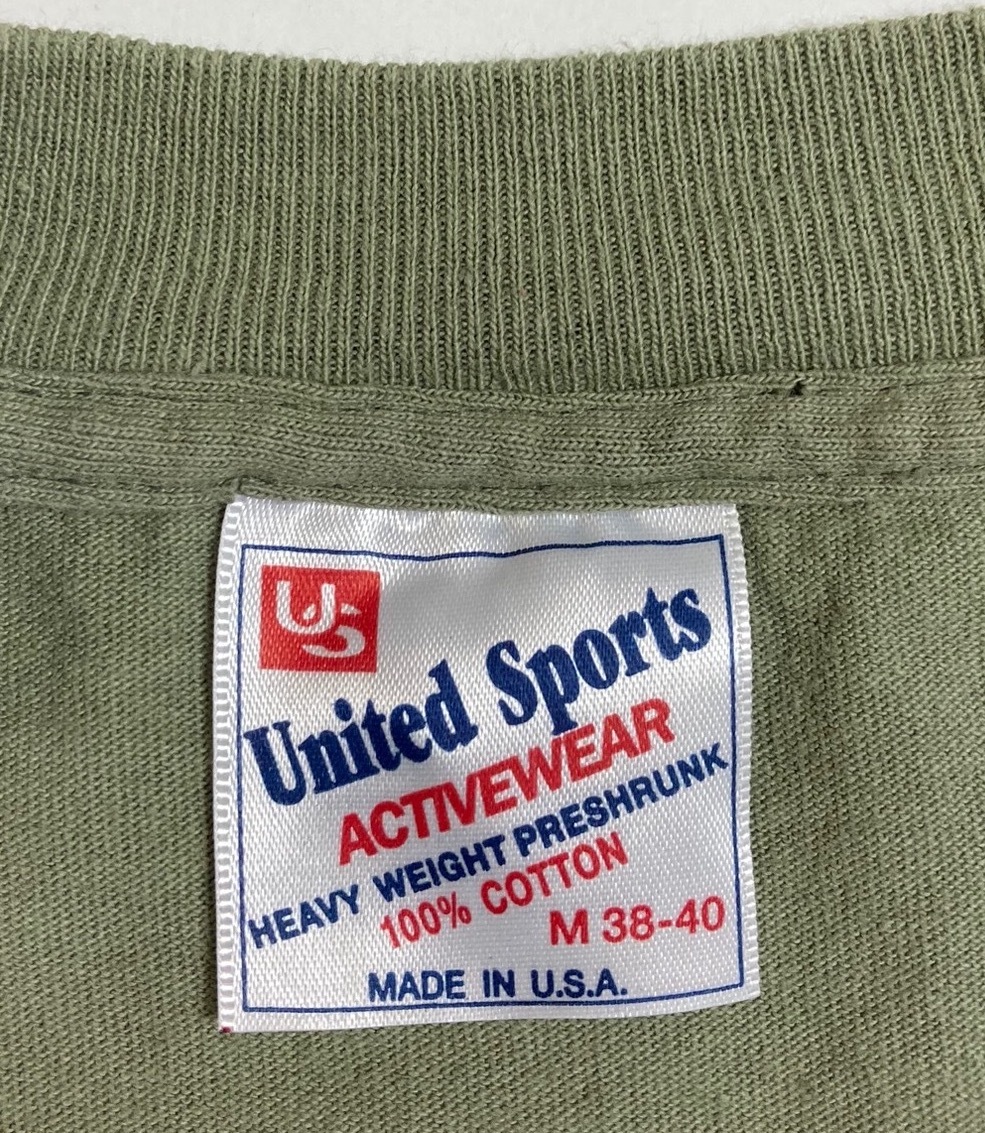 US
United Sports
ACTIVEWEAR
HEAVY WEIGHT PRESHRUNK
100% COTTON
M 38-40
MADE IN U.S.A.